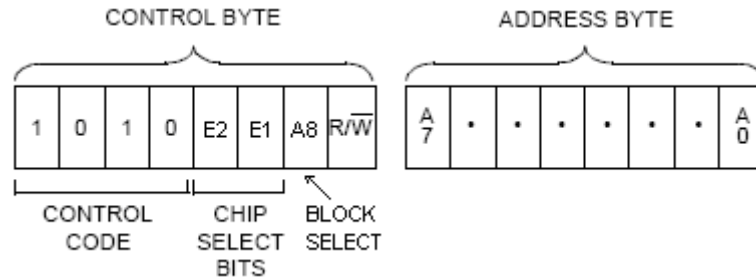 CONTROL BYTE ADDRESS BYTE
1 0 1 0 E2 E1 A8 R/W̅ A7 • • • • • • A0
CONTROL CODE
CHIP SELECT BITS
BLOCK SELECT